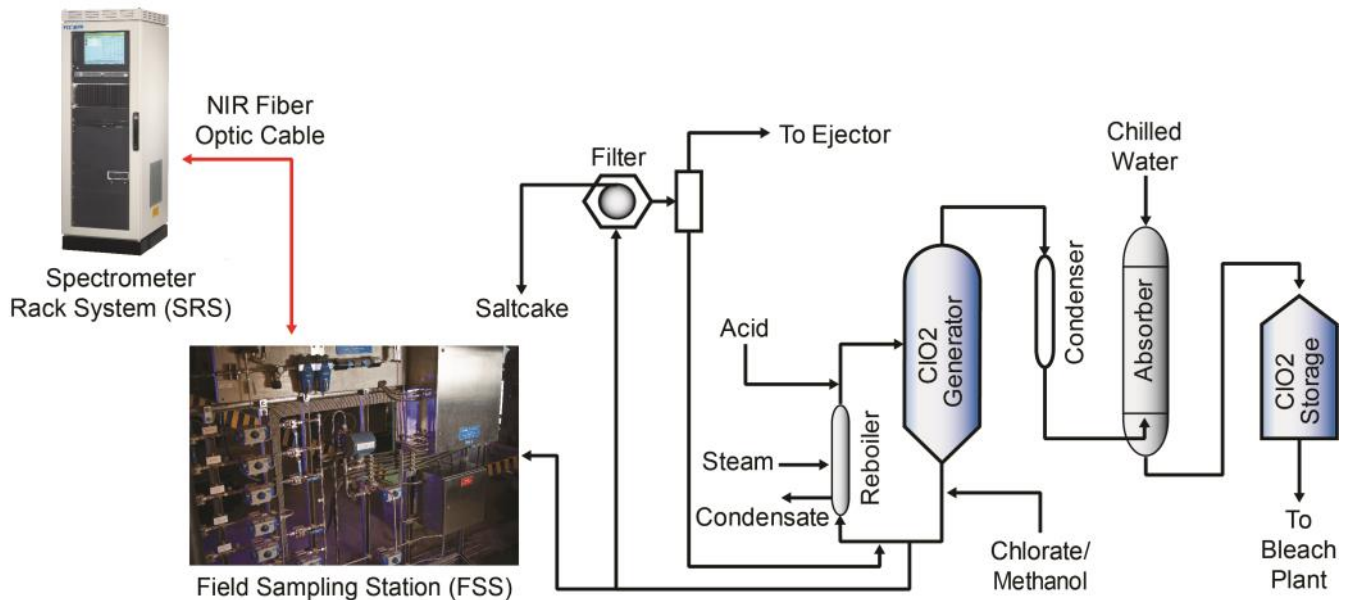 NIR Fiber
Optic Cable
Spectrometer
Rack System (SRS)
Filter
To Ejector
Saltcake
Field Sampling Station (FSS)
Acid
Steam
Condensate
Reboiler
ClO2
Generator
Chlorate/
Methanol
Condenser
Chilled
Water
Absorber
ClO2
Storage
To
Bleach
Plant